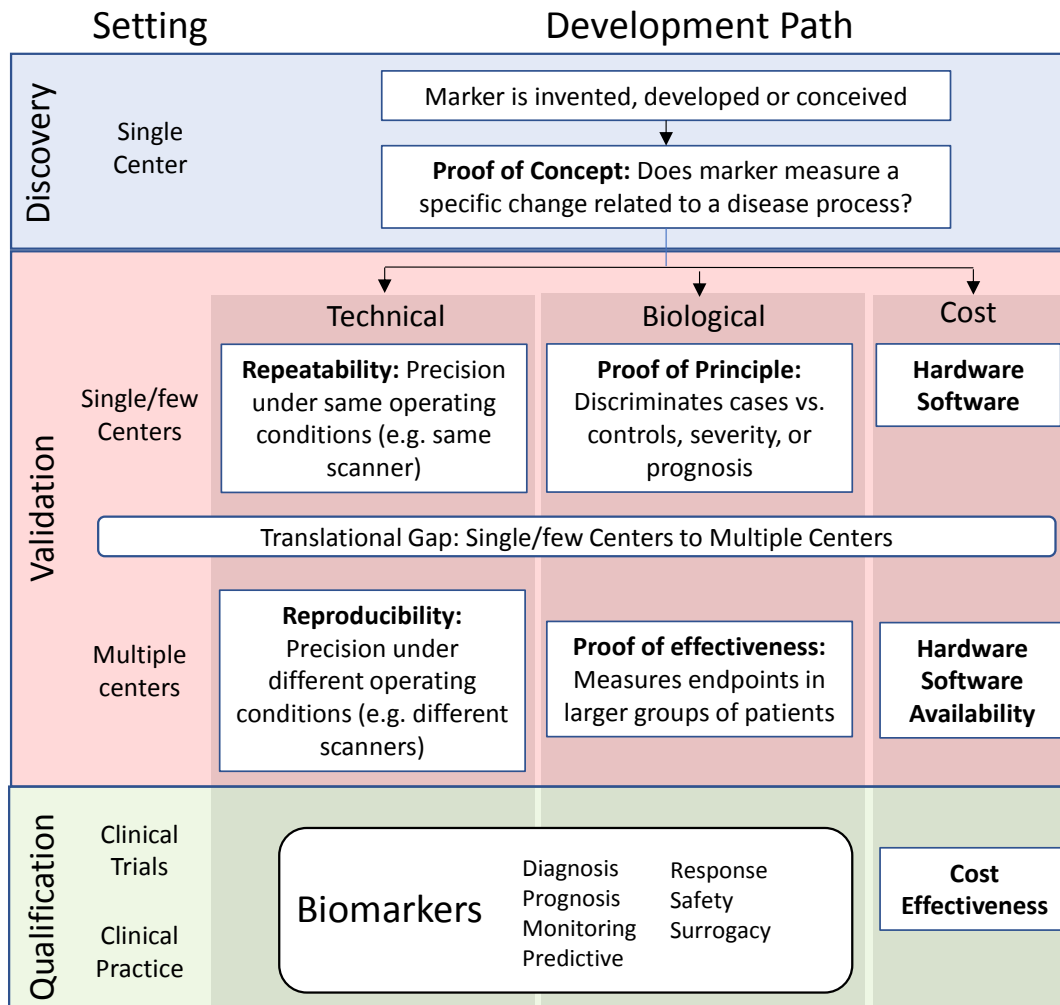 Setting
Development Path
Discovery
Single
Center
Marker is invented, developed or conceived
Proof of Concept: Does marker measure a
specific change related to a disease process?
Validation
Technical
Biological
Cost
Single/few
Centers
Repeatability: Precision
under same operating
conditions (e.g. same
scanner)
Proof of Principle:
Discriminates cases vs.
controls, severity, or
prognosis
Hardware
Software
Translational Gap: Single/few Centers to Multiple Centers
Multiple
centers
Reproducibility:
Precision under
different operating
conditions (e.g. different
scanners)
Proof of effectiveness:
Measures endpoints in
larger groups of patients
Hardware
Software
Availability
Qualification
Clinical
Trials
Clinical
Practice
Biomarkers
Diagnosis
Prognosis
Monitoring
Predictive
Response
Safety
Surrogacy
Cost
Effectiveness